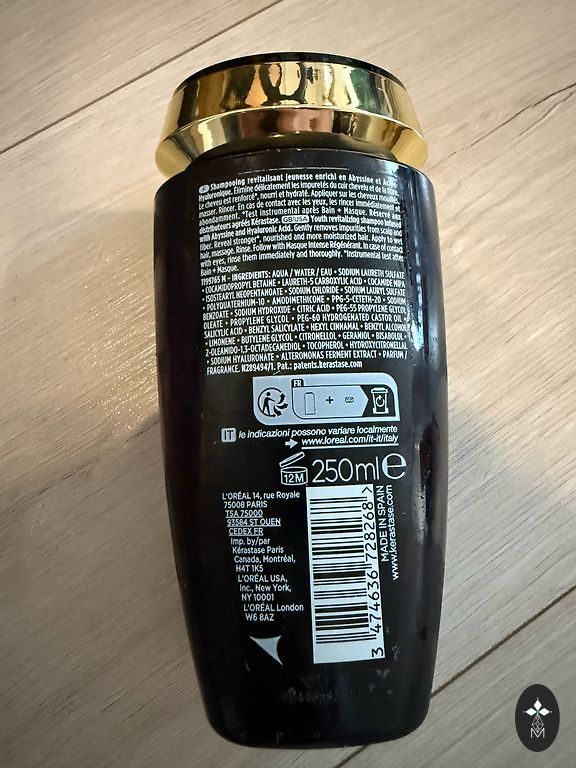 F Shampooing revitalisant jeunesse enrichi en Abyssine et Acide
Hyaluronique. Elimine délicatement les impuretés du cuir chevelu et de la fibre.
Le cheveu est renforcé*, nourri et hydraté. Appliquer sur les cheveux mouillés,
masser. Rincer. En cas de contact avec les yeux, les rincer immédiatement et
abondamment. *Test instrumental après Bain + Masque. Réservé aux
distributeurs agréés Kérastase. GB/USA Youth revitalizing shampoo infused
with Abyssine and Hyaluronic Acid. Gently removes impurities from scalp and
fiber. Reveal stronger*, nourished and more moisturized hair. Apply to wet
hair, massage. Rinse. Follow with Masque Intense Régénérant. In case of contact
with eyes, rinse them immediately and thoroughly. *Instrumental test after
Bain + Masque.
1199765 M - INGREDIENTS: AQUA / WATER / EAU • SODIUM LAURETH SULFATE
• COCAMIDOPROPYL BETAINE • LAURETH-5 CARBOXYLIC ACID • COCAMIDE MIPA
• ISOSTEARYL NEOPENTANOATE • SODIUM CHLORIDE • SODIUM LAURYL SULFATE
• POLYQUATERNIUM-10 • AMODIMETHICONE • PPG-5-CETETH-20 • SODIUM
BENZOATE • SODIUM HYDROXIDE • CITRIC ACID • PEG-55 PROPYLENE GLYCOL
OLEATE • PROPYLENE GLYCOL • PEG-60 HYDROGENATED CASTOR OIL •
SALICYLIC ACID • BENZYL SALICYLATE • HEXYL CINNAMAL • BENZYL ALCOHOL
• LIMONENE • BUTYLENE GLYCOL • CITRONELLOL • GERANIOL • BISABOLOL •
2-OLEAMIDO-1,3-OCTADECANEDIOL • TOCOPHEROL • HYDROXYCITRONELLAL
• SODIUM HYALURONATE • ALTEROMONAS FERMENT EXTRACT • PARFUM /
FRAGRANCE. N289494/1. Pat.: patents.kerastase.com
FR
+
IT le indicazioni possono variare localmente
www.loreal.com/it-it/italy
12M 250ml e
L'ORÉAL 14, rue Royale
75008 PARIS
TSA 75000
93584 ST OUEN
CEDEX FR
Imp. by/par
Kérastase Paris
Canada, Montréal,
H4T 1K5
L'ORÉAL USA,
Inc., New York,
NY 10001
L'ORÉAL London
W6 8AZ
3 474636 728268 >
MADE IN SPAIN
www.kerastase.com
M